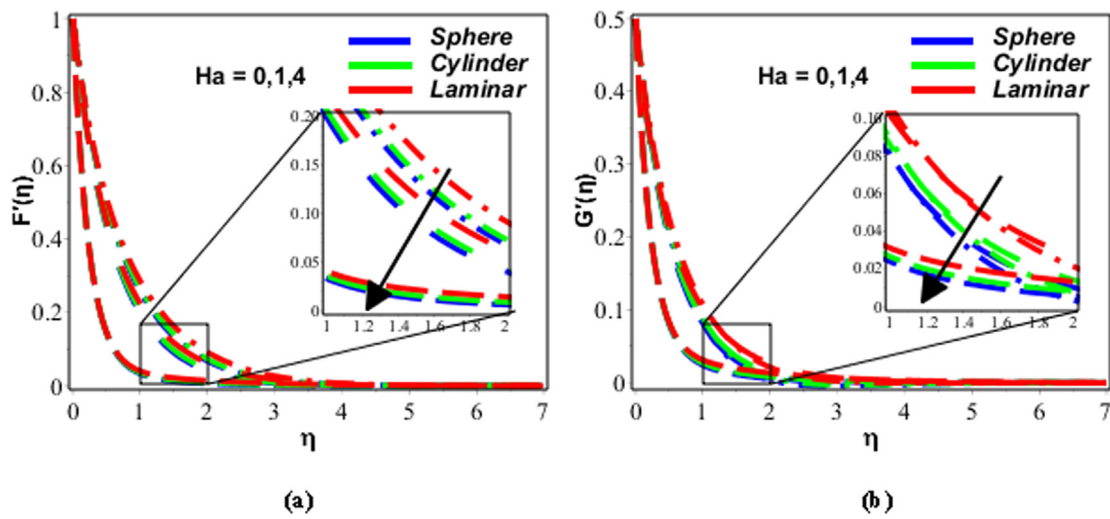 Sphere
Cylinder
Laminar
Ha = 0,1,4
F'(η)
1
0.8
0.6
0.4
0.2
0
0 1 2 3 4 5 6 7
η
0.20
0.15
0.10
0.05
0
1 1.2 1.4 1.6 1.8 2
(a)
Sphere
Cylinder
Laminar
Ha = 0,1,4
G'(η)
0.5
0.4
0.3
0.2
0.1
0
0 1 2 3 4 5 6 7
η
0.10
0.08
0.06
0.04
0.02
0
1 1.2 1.4 1.6 1.8 2
(b)